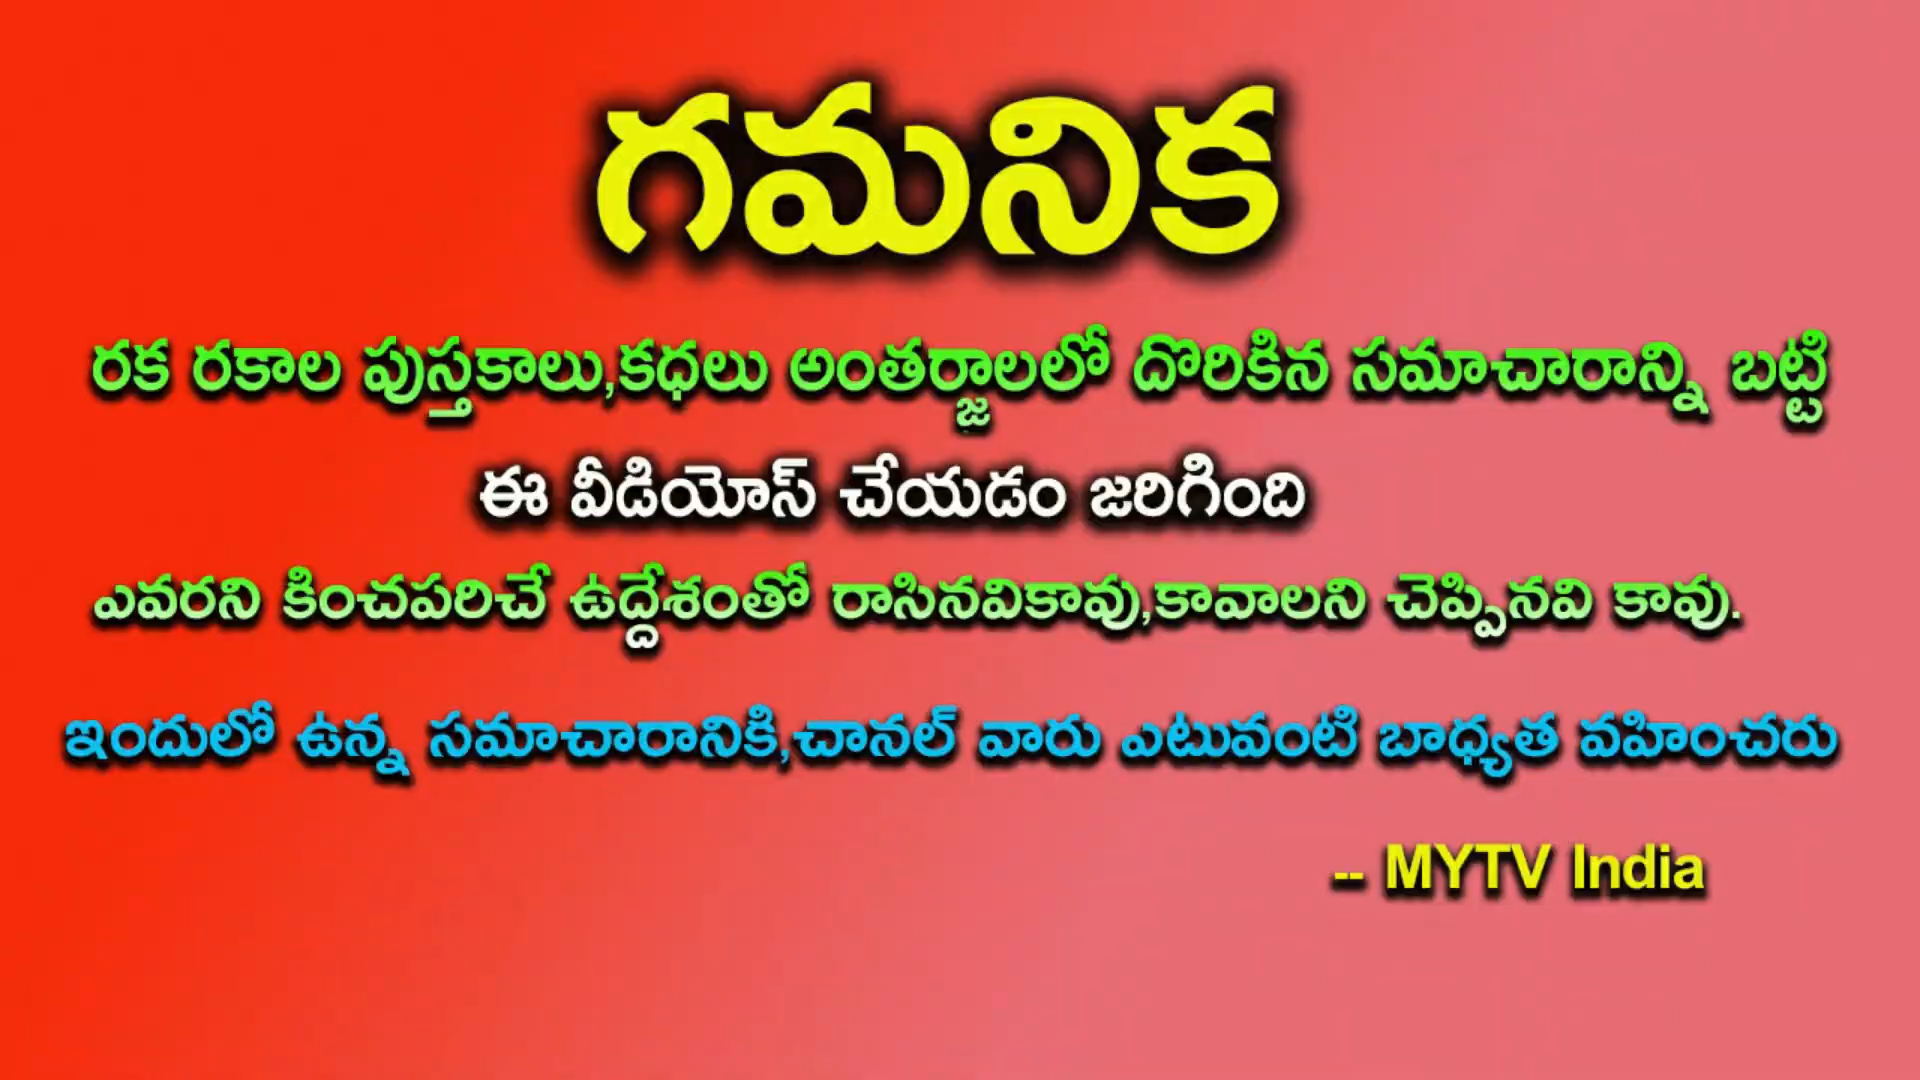 గమనిక
రక రకాల పుస్తకాలు,కధలు అంతర్జాలలో దొరికిన సమాచారాన్ని బట్టి
ఈ వీడియోస్ చేయడం జరిగింది
ఎవరని కించపరిచే ఉద్దేశంతో రాసినవికావు,కావాలని చెప్పినవి కావు.
ఇందులో ఉన్న సమాచారానికి,చానల్ వారు ఎటువంటి బాధ్యత వహించరు
-- MYTV India